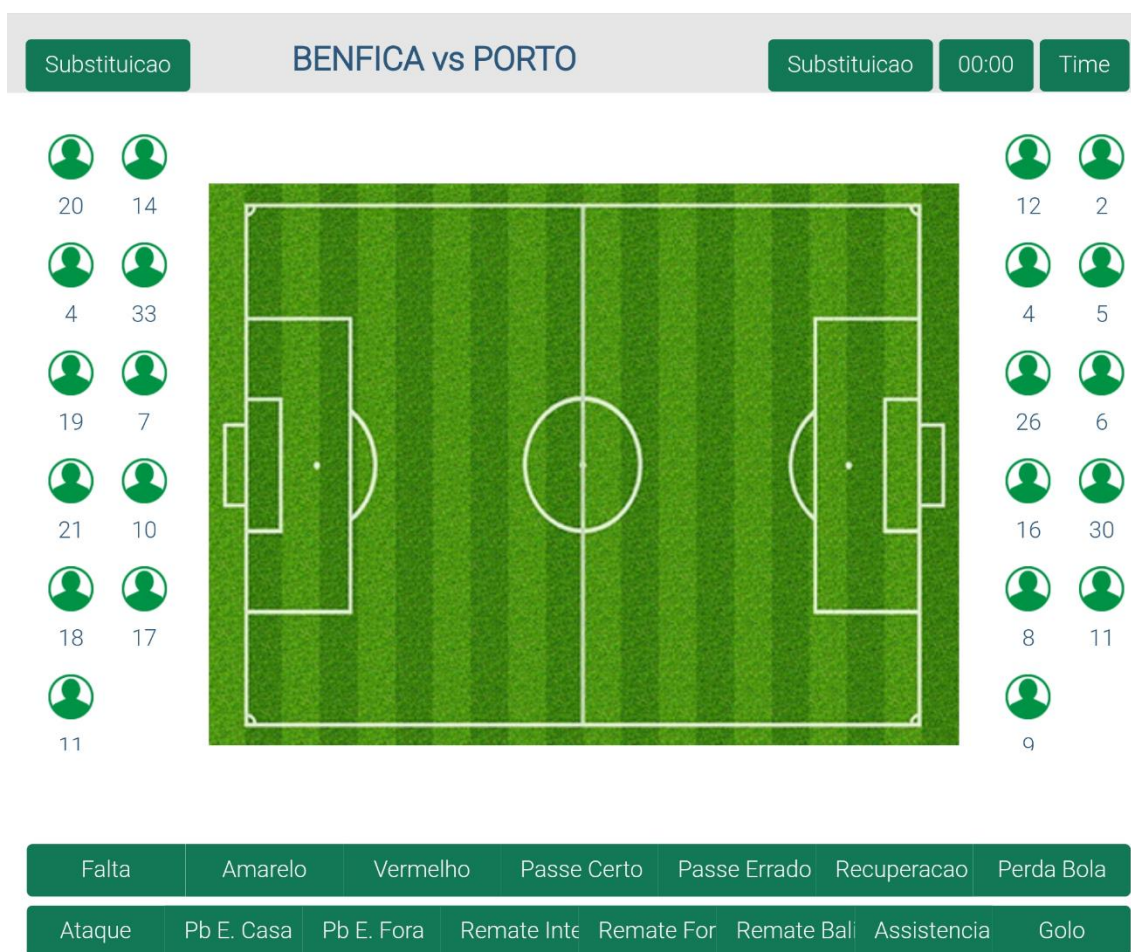 Substituicao BENFICA vs PORTO Substituicao 00:00 Time
20 14 12 2
4 33 4 5
19 7 26 6
21 10 16 30
18 17 8 11
11 9
Falta Amarelo Vermelho Passe Certo Passe Errado Recuperacao Perda Bola
Ataque Pb E. Casa Pb E. Fora Remate Inte Remate For Remate Bali Assistencia Golo